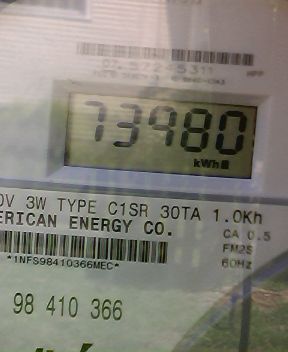 73980
kWh
0V 3W TYPE C1SR 30TA 1.0Kh
ERICAN ENERGY CO.
CA 0.5
FM2S
60Hz
*1NFS98410366MEC*
98 410 366